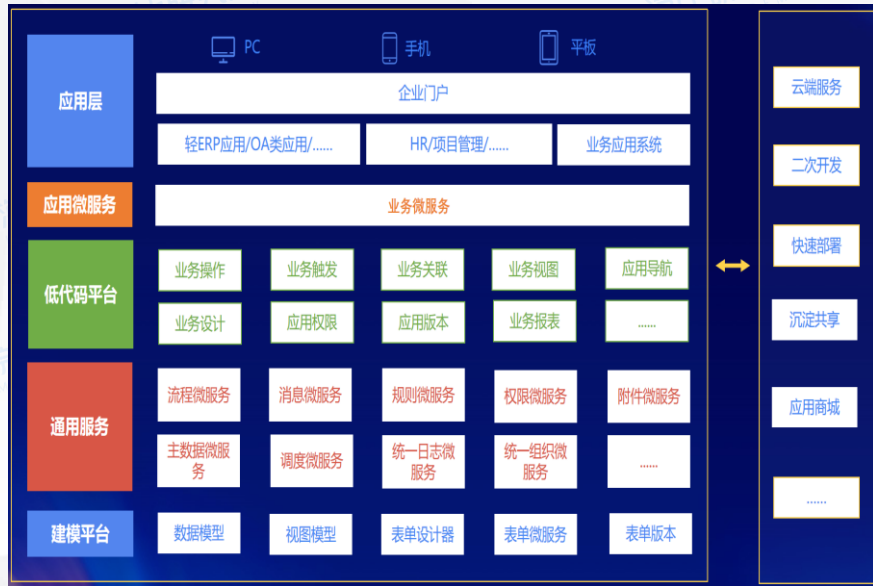 PC
手机
平板
应用层
企业门户
轻ERP应用/OA类应用/......
HR/项目管理/......
业务应用系统
应用微服务
业务微服务
低代码平台
业务操作
业务触发
业务关联
业务视图
应用导航
业务设计
应用权限
应用版本
业务报表
......
通用服务
流程微服务
消息微服务
规则微服务
权限微服务
附件微服务
主数据微服
务
调度微服务
统一日志微
服务
统一组织微
服务
......
建模平台
数据模型
视图模型
表单设计器
表单微服务
表单版本
云端服务
二次开发
快速部署
沉淀共享
应用商城
......